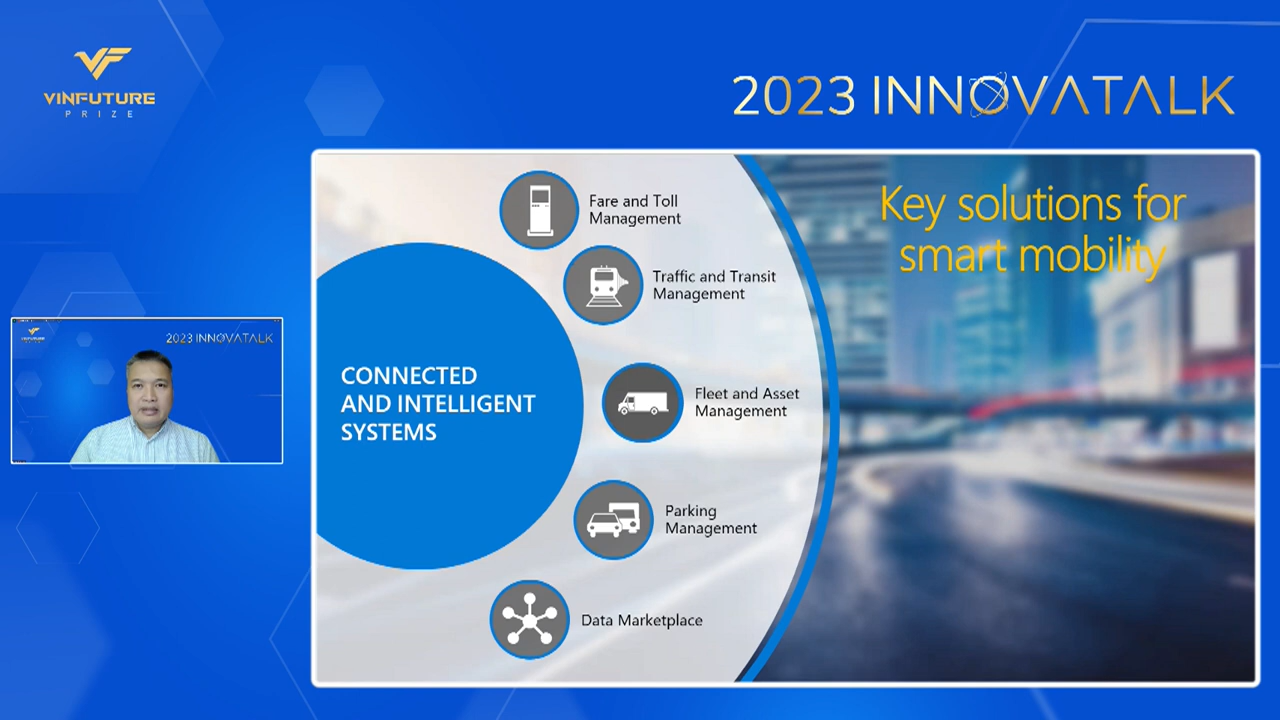 VINFUTURE
PRIZE
2023 INNOVATALK
Key solutions for
smart mobility
Fare and Toll
Management
Traffic and Transit
Management
CONNECTED
AND INTELLIGENT
SYSTEMS
Fleet and Asset
Management
Parking
Management
Data Marketplace
2023 INNOVATALK